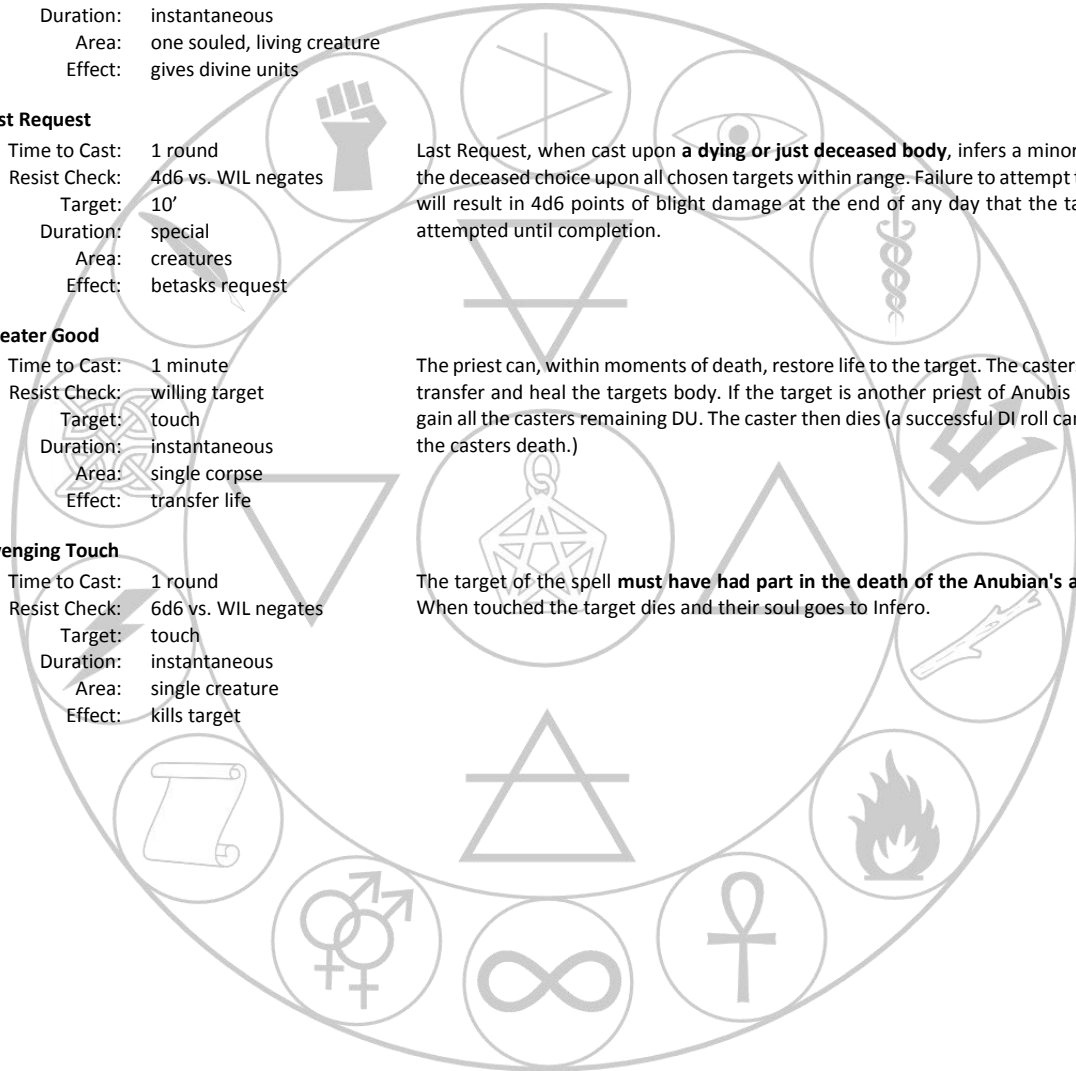 Duration: instantaneous
Area: one souled, living creature
Effect: gives divine units
st Request
Time to Cast: 1 round
Resist Check: 4d6 vs. WIL negates
Target: 10’
Duration: special
Area: creatures
Effect: betasks request
Last Request, when cast upon a dying or just deceased body, infers a minor
the deceased choice upon all chosen targets within range. Failure to attempt
will result in 4d6 points of blight damage at the end of any day that the
attempted until completion.
eater Good
Time to Cast: 1 minute
Resist Check: willing target
Target: touch
Duration: instantaneous
Area: single corpse
Effect: transfer life
The priest can, within moments of death, restore life to the target. The caster
transfer and heal the targets body. If the target is another priest of Anubis
gain all the casters remaining DU. The caster then dies (a successful DI roll
the casters death.)
venging Touch
Time to Cast: 1 round
Resist Check: 6d6 vs. WIL negates
Target: touch
Duration: instantaneous
Area: single creature
Effect: kills target
The target of the spell must have had part in the death of the Anubian's
When touched the target dies and their soul goes to Infero.